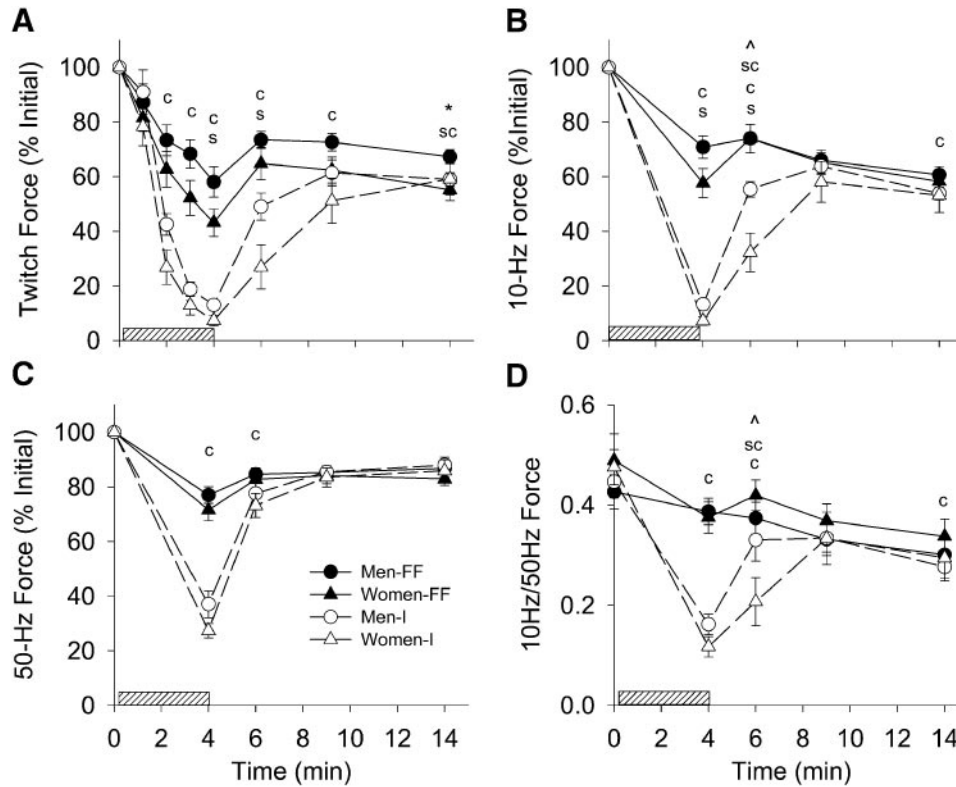 A
Twitch Force (% Initial)
100
80
60
40
20
0
c
c
c
s
c
s
c
*
sc
B
10-Hz Force (%Initial)
100
80
60
40
20
0
c
s
^
sc
c
s
c
C
50-Hz Force (% Initial)
100
80
60
40
20
0
c
c
Men-FF
Women-FF
Men-I
Women-I
0 2 4 6 8 10 12 14
Time (min)
D
10Hz/50Hz Force
0.6
0.4
0.2
0.0
c
^
sc
c
c
0 2 4 6 8 10 12 14
Time (min)